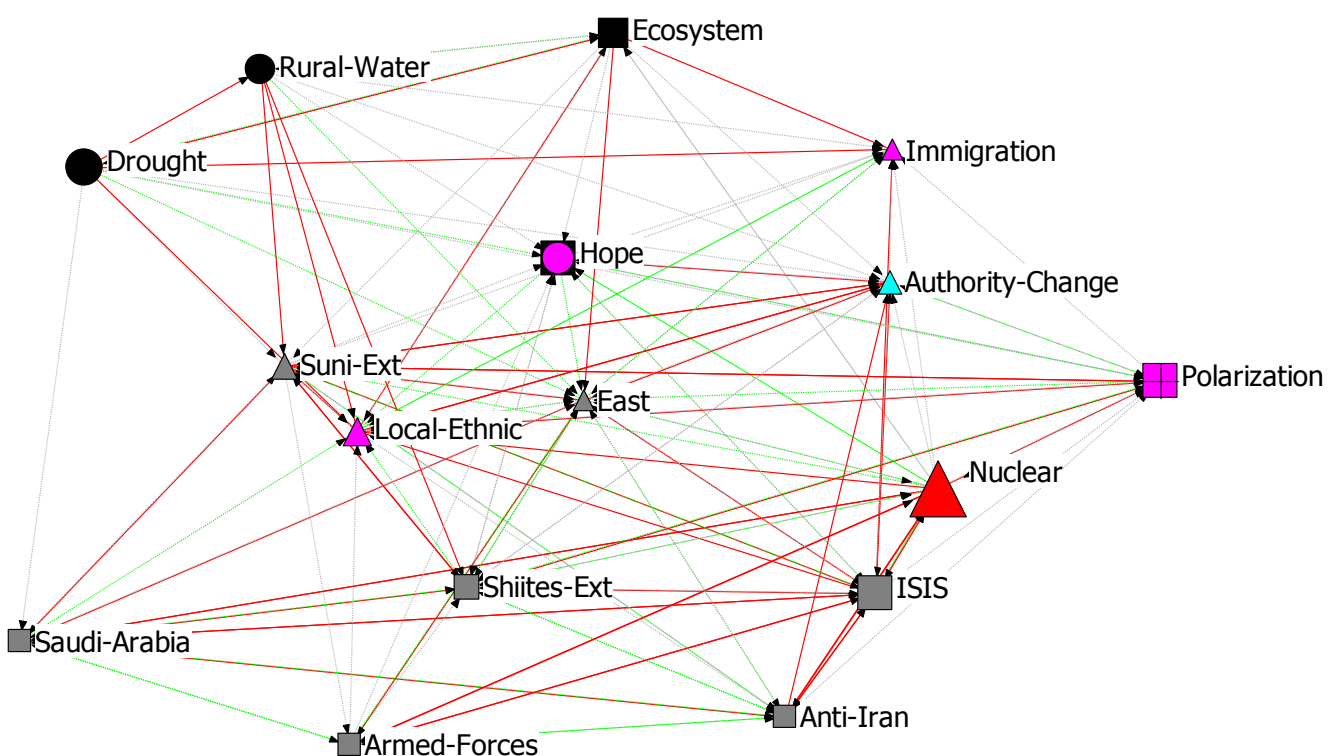 Ecosystem
Rural-Water
Immigration
Drought
Hope
Authority-Change
Suni-Ext
Polarization
East
Local-Ethnic
Nuclear
Shiites-Ext
ISIS
Saudi-Arabia
Anti-Iran
Armed-Forces